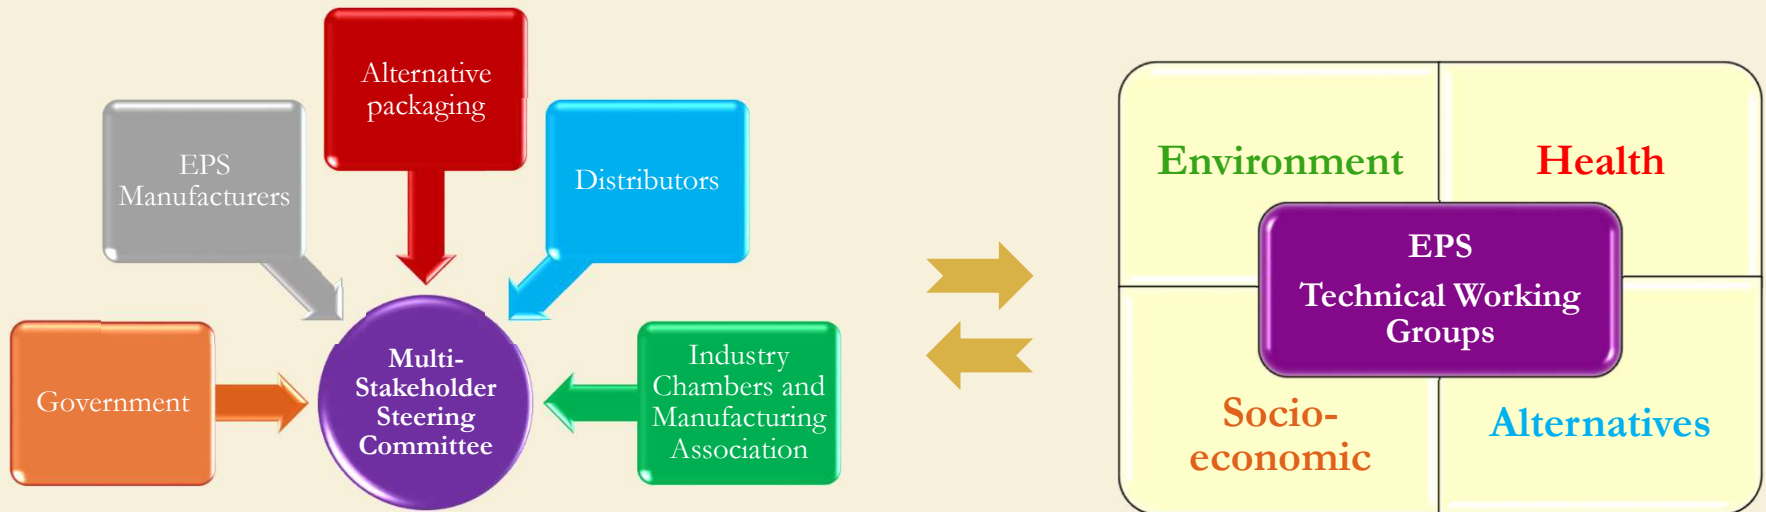 Alternative
packaging
EPS
Manufacturers
Distributors
Government
Multi-
Stakeholder
Steering
Committee
Industry
Chambers and
Manufacturing
Association
Environment
Health
EPS
Technical Working
Groups
Socio-
economic
Alternatives